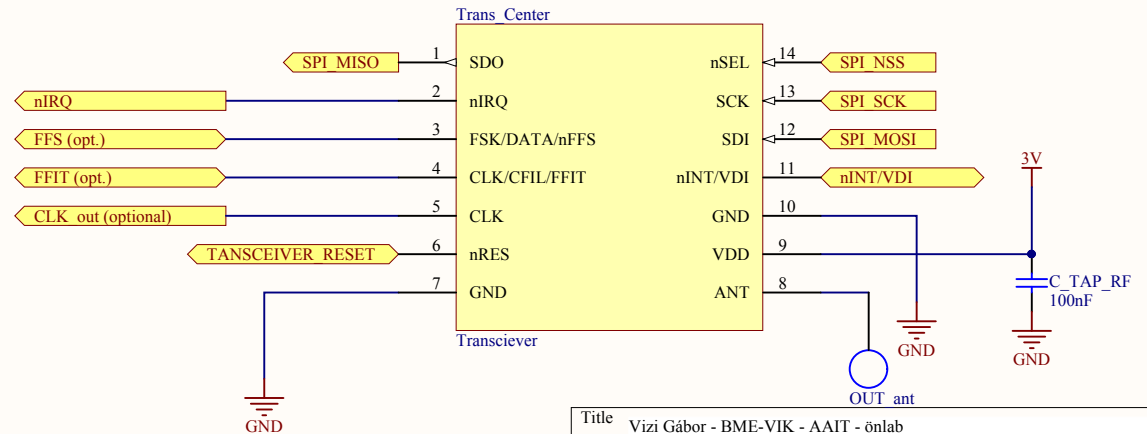 Trans_Center
SPI_MISO 1 SDO nSEL 14 SPI_NSS
nIRQ 2 nIRQ SCK 13 SPI_SCK
FFS (opt.) 3 FSK/DATA/nFFS SDI 12 SPI_MOSI
FFIT (opt.) 4 CLK/CFIL/FFIT nINT/VDI 11 nINT/VDI
3V
CLK_out (optional) 5 CLK GND 10
TANSCEIVER_RESET 6 nRES VDD 9
7 GND ANT 8
C_TAP_RF
100nF
Transciever
GND
GND
OUT_ant
GND
Title Vizi Gábor - BME-VIK - AAIT - önlab